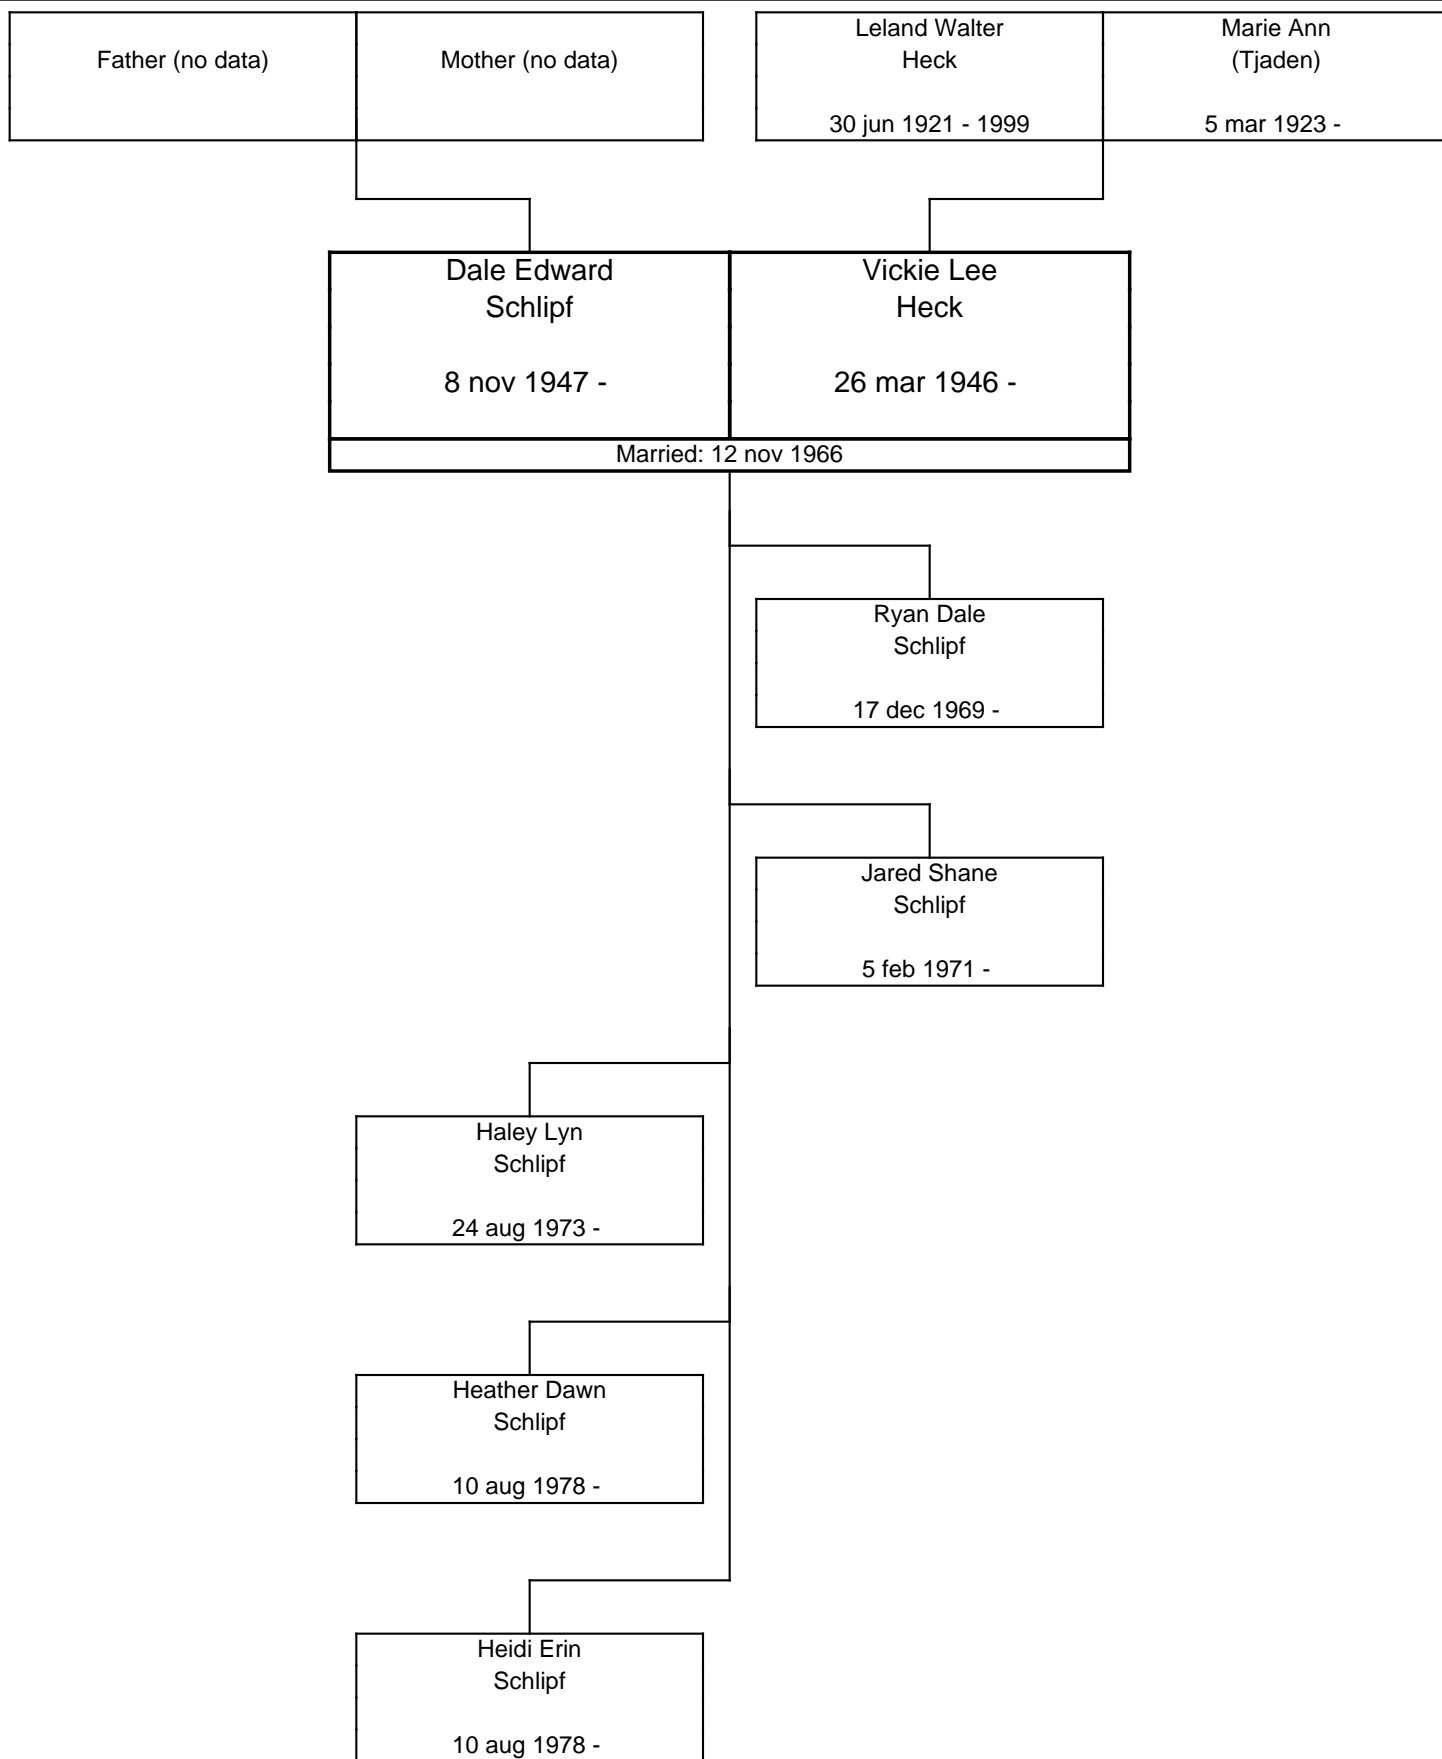 Father (no data)
Mother (no data)
Leland Walter
Heck
30 jun 1921 - 1999
Marie Ann
(Tjaden)
5 mar 1923 -
Dale Edward
Schlipf
8 nov 1947 -
Vickie Lee
Heck
26 mar 1946 -
Married: 12 nov 1966
Ryan Dale
Schlipf
17 dec 1969 -
Jared Shane
Schlipf
5 feb 1971 -
Haley Lyn
Schlipf
24 aug 1973 -
Heather Dawn
Schlipf
10 aug 1978 -
Heidi Erin
Schlipf
10 aug 1978 -